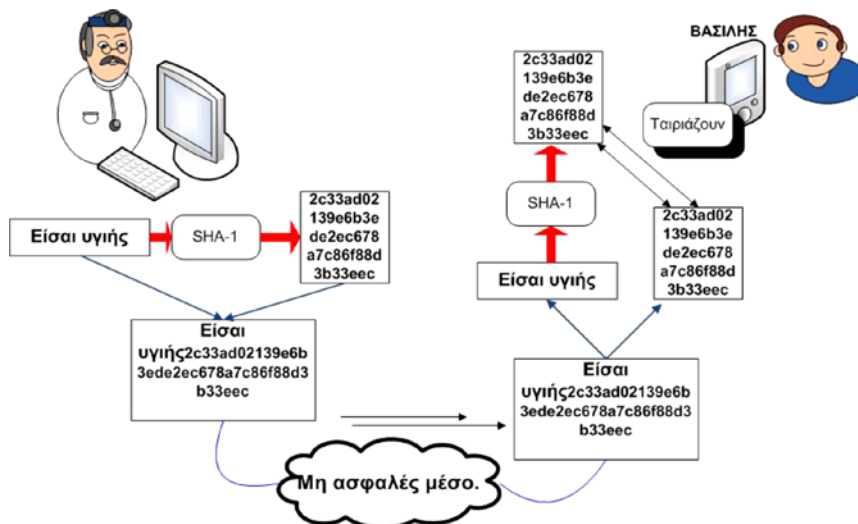 ΒΑΣΙΛΗΣ
2c33ad02
139e6b3e
de2ec678
a7c86f88d
3b33eec
Ταιριάζουν
2c33ad02
139e6b3e
de2ec678
a7c86f88d
3b33eec
Είσαι υγιής
SHA-1
SHA-1
2c33ad02
139e6b3e
de2ec678
a7c86f88d
3b33eec
Είσαι υγιής
Είσαι
υγιής2c33ad02139e6b
3ede2ec678a7c86f88d3
b33eec
Είσαι
υγιής2c33ad02139e6b
3ede2ec678a7c86f88d3
b33eec
Μη ασφαλές μέσο.